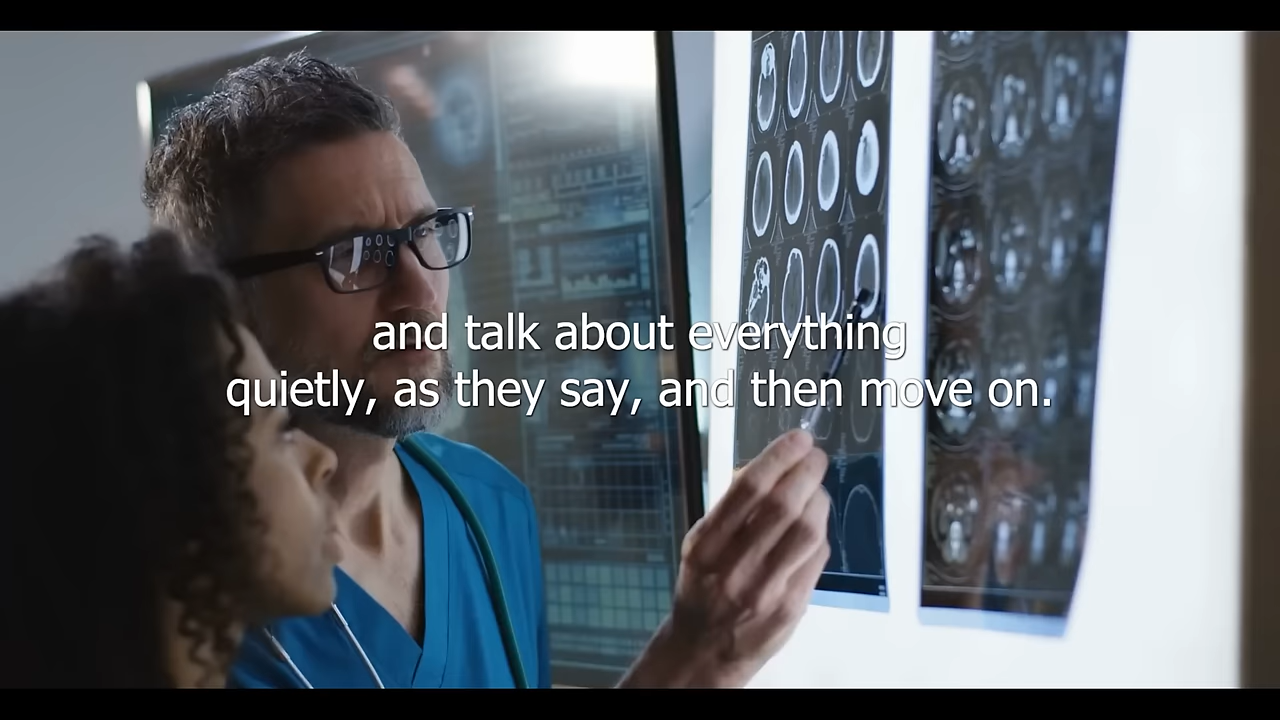 and talk about everything
quietly, as they say, and then move on.